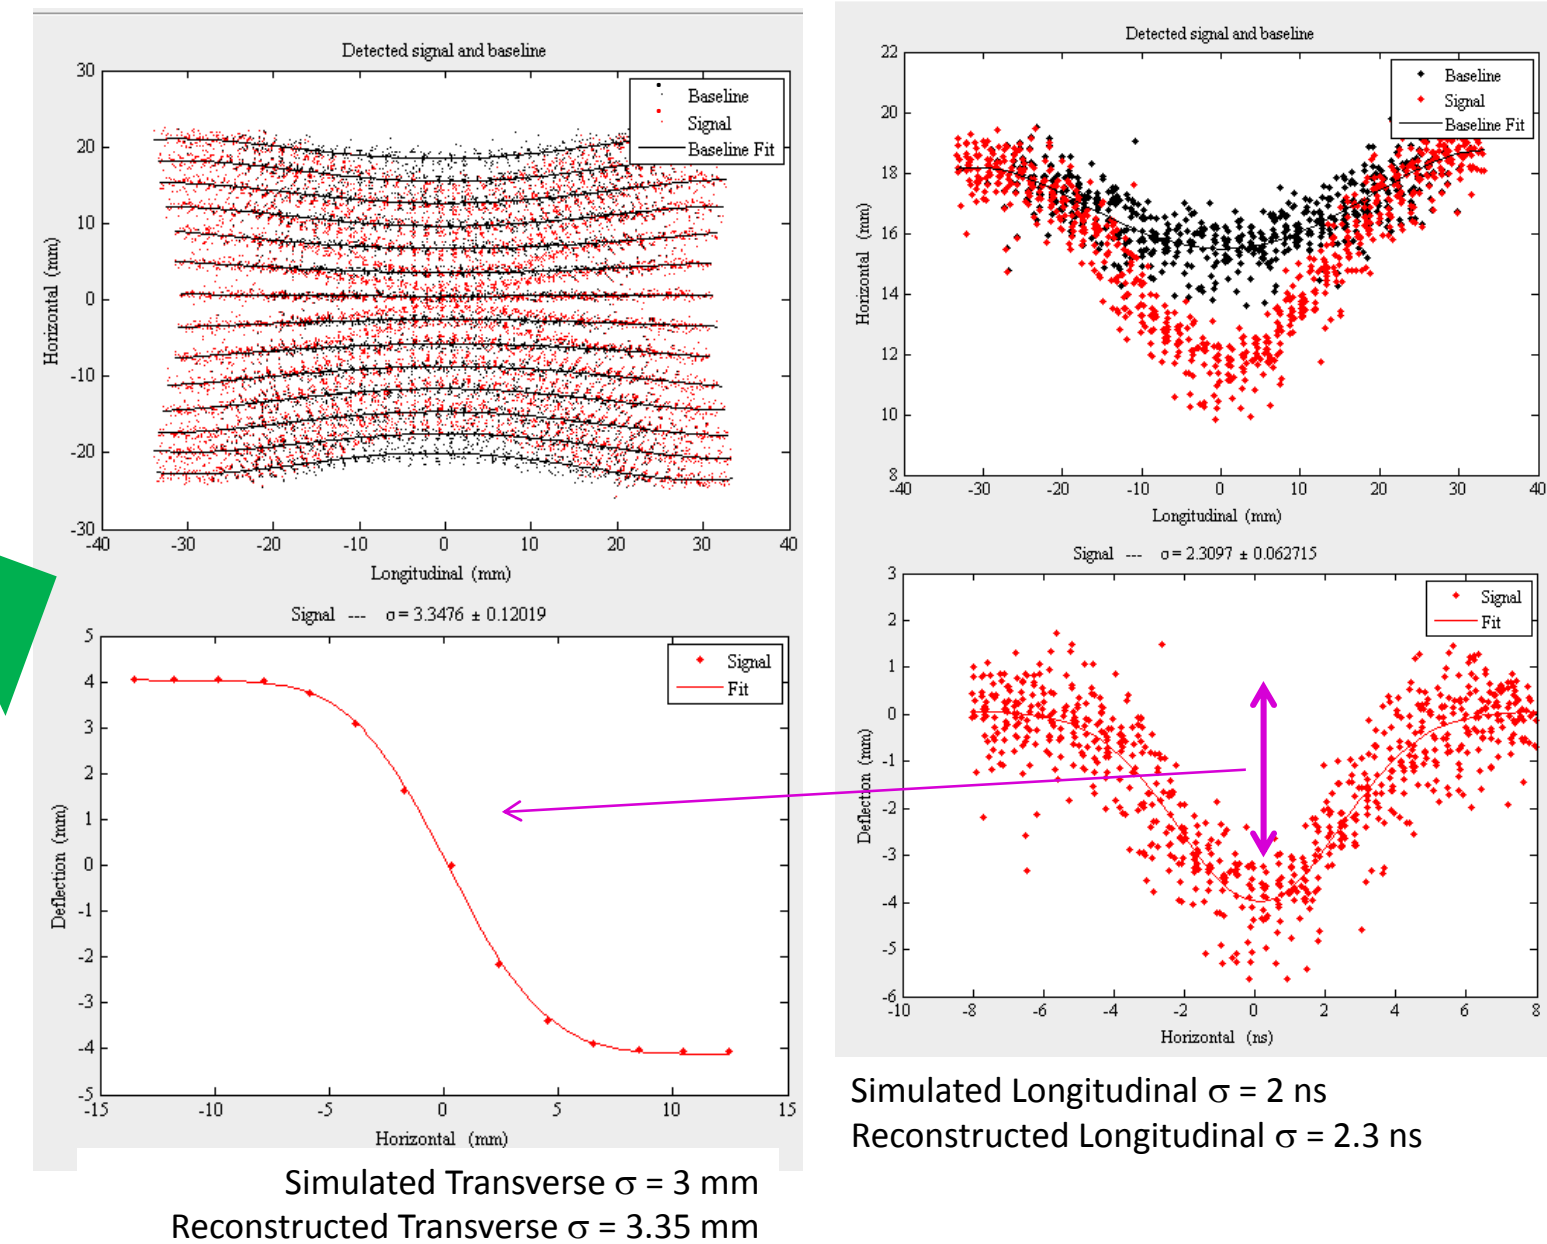 Detected signal and baseline
30
20
10
0
-10
-20
-30
Horizontal (mm)
Baseline
Signal
Baseline Fit
-40 -30 -20 -10 0 10 20 30 40
Longitudinal (mm)
Signal --- σ = 3.3476 ± 0.12019
5
4
3
2
1
0
-1
-2
-3
-4
-5
Deflection (mm)
Signal
Fit
-15 -10 -5 0 5 10 15
Horizontal (mm)
Simulated Transverse σ = 3 mm
Reconstructed Transverse σ = 3.35 mm
Detected signal and baseline
22
20
18
16
14
12
10
8
Horizontal (mm)
Baseline
Signal
Baseline Fit
-40 -30 -20 -10 0 10 20 30 40
Longitudinal (mm)
Signal --- σ = 2.3097 ± 0.062715
3
2
1
0
-1
-2
-3
-4
-5
-6
Deflection (mm)
Signal
Fit
-10 -8 -6 -4 -2 0 2 4 6 8
Horizontal (ns)
Simulated Longitudinal σ = 2 ns
Reconstructed Longitudinal σ = 2.3 ns